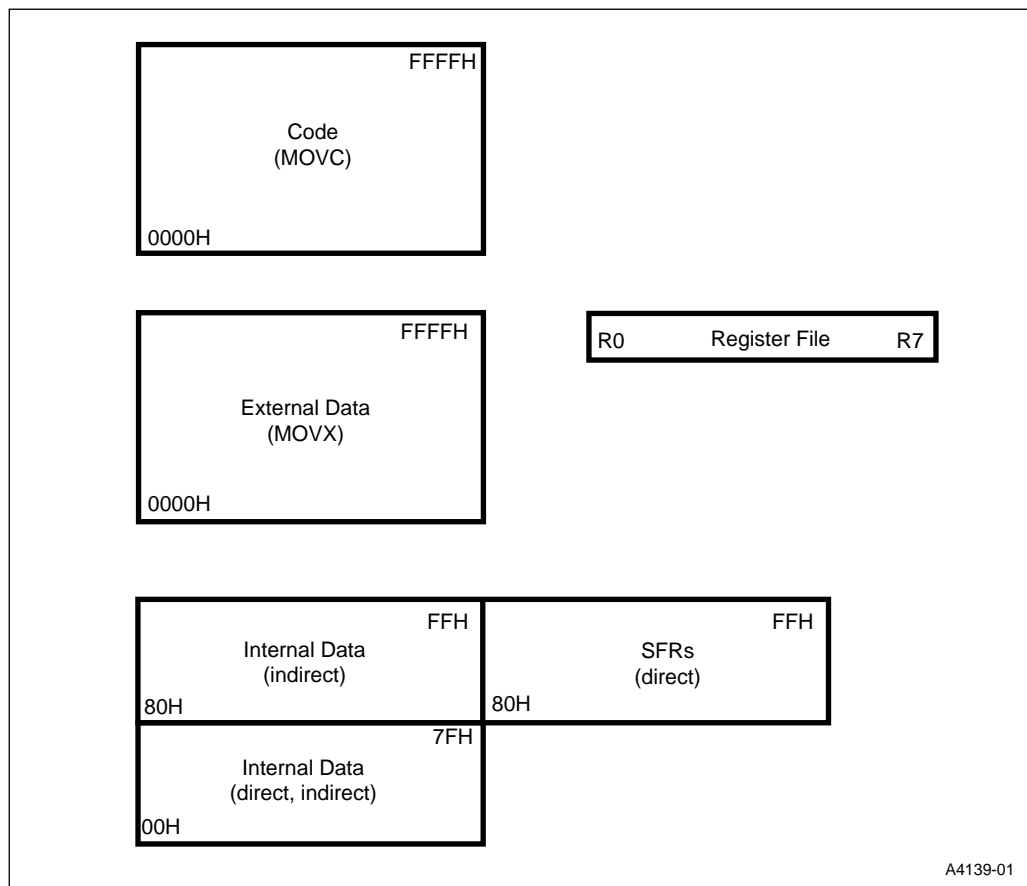 FFFFH
Code
(MOVC)
0000H
FFFFH
External Data
(MOVX)
0000H
R0 Register File R7
FFH
Internal Data
(indirect)
80H
FFH
SFRs
(direct)
80H
7FH
Internal Data
(direct, indirect)
00H
A4139-01